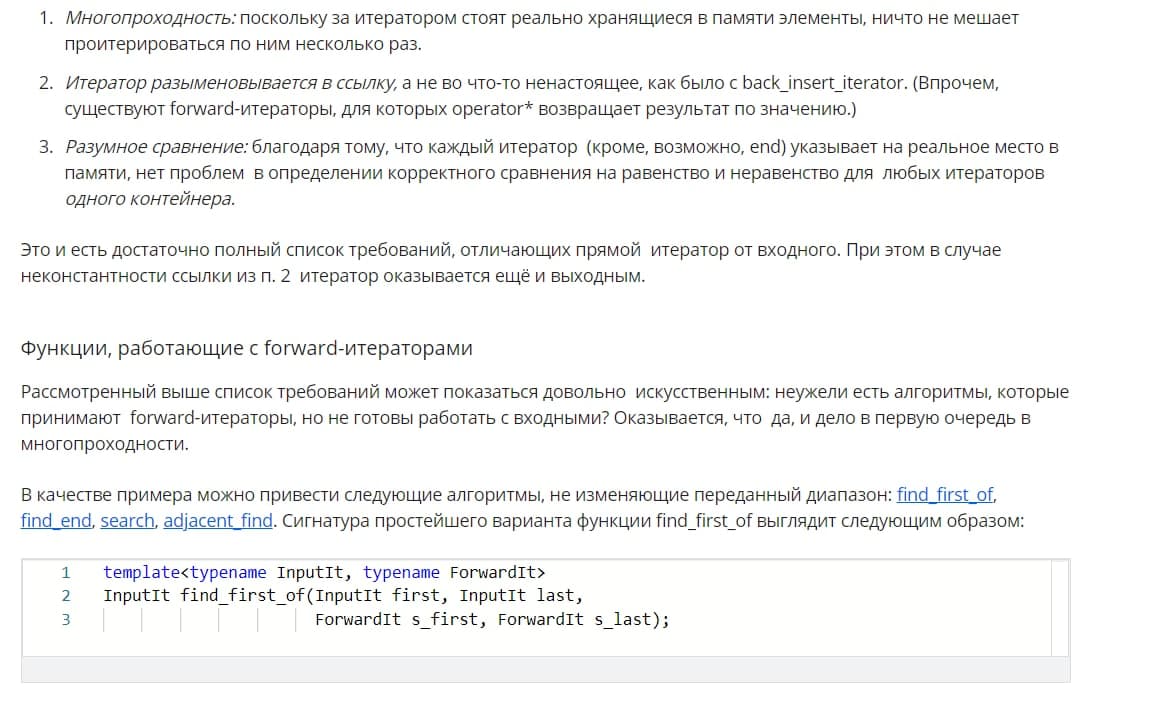 1. Многопроходность: поскольку за итератором стоят реально хранящиеся в памяти элементы, ничто не мешает
проитерироваться по ним несколько раз.
2. Итератор разыменовывается в ссылку, а не во что-то ненастоящее, как было с back_insert_iterator. (Впрочем,
существуют forward-итераторы, для которых operator* возвращает результат по значению.)
3. Разумное сравнение: благодаря тому, что каждый итератор (кроме, возможно, end) указывает на реальное место в
памяти, нет проблем в определении корректного сравнения на равенство и неравенство для любых итераторов
одного контейнера.
Это и есть достаточно полный список требований, отличающих прямой итератор от входного. При этом в случае
неконстантности ссылки из п. 2 итератор оказывается ещё и выходным.
Функции, работающие с forward-итераторами
Рассмотренный выше список требований может показаться довольно искусственным: неужели есть алгоритмы, которые
принимают forward-итераторы, но не готовы работать с входными? Оказывается, что да, и дело в первую очередь в
многопроходности.
В качестве примера можно привести следующие алгоритмы, не изменяющие переданный диапазон: find_first_of,
find_end, search, adjacent_find. Сигнатура простейшего варианта функции find_first_of выглядит следующим образом:
1 template<typename InputIt, typename ForwardIt>
2 InputIt find_first_of(InputIt first, InputIt last,
3 ForwardIt s_first, ForwardIt s_last);